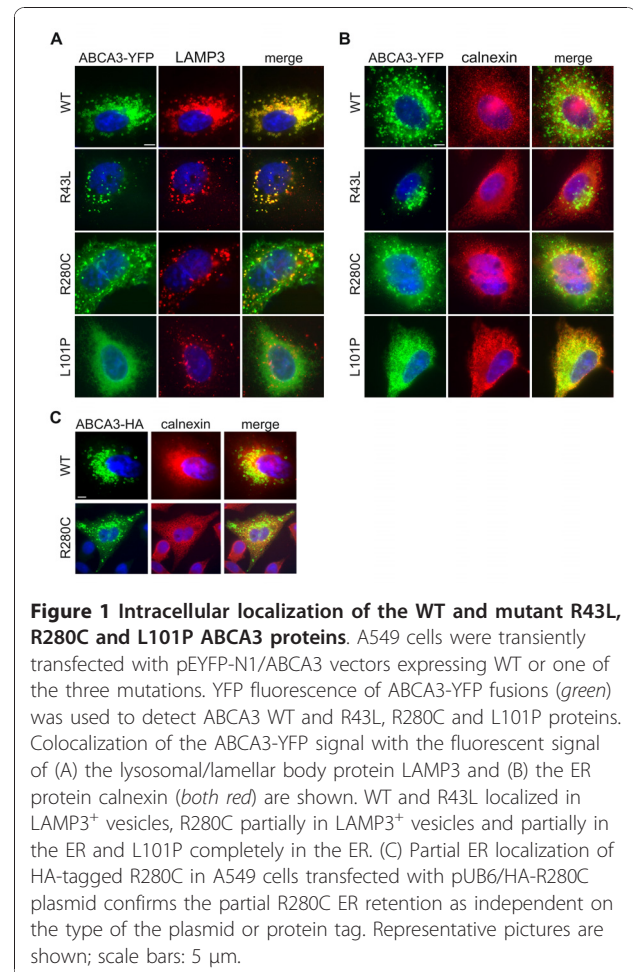 A
ABCA3-YFP LAMP3 merge
WT
R43L
R280C
L101P
B
ABCA3-YFP calnexin merge
WT
R43L
R280C
L101P
C
ABCA3-HA calnexin merge
WT
R280C
Figure 1 Intracellular localization of the WT and mutant R43L,
R280C and L101P ABCA3 proteins. A549 cells were transiently
transfected with pEYFP-N1/ABCA3 vectors expressing WT or one of
the three mutations. YFP fluorescence of ABCA3-YFP fusions (green)
was used to detect ABCA3 WT and R43L, R280C and L101P proteins.
Colocalization of the ABCA3-YFP signal with the fluorescent signal
of (A) the lysosomal/lamellar body protein LAMP3 and (B) the ER
protein calnexin (both red) are shown. WT and R43L localized in
LAMP3⁺ vesicles, R280C partially in LAMP3⁺ vesicles and partially in
the ER and L101P completely in the ER. (C) Partial ER localization of
HA-tagged R280C in A549 cells transfected with pUB6/HA-R280C
plasmid confirms the partial R280C ER retention as independent on
the type of the plasmid or protein tag. Representative pictures are
shown; scale bars: 5 μm.